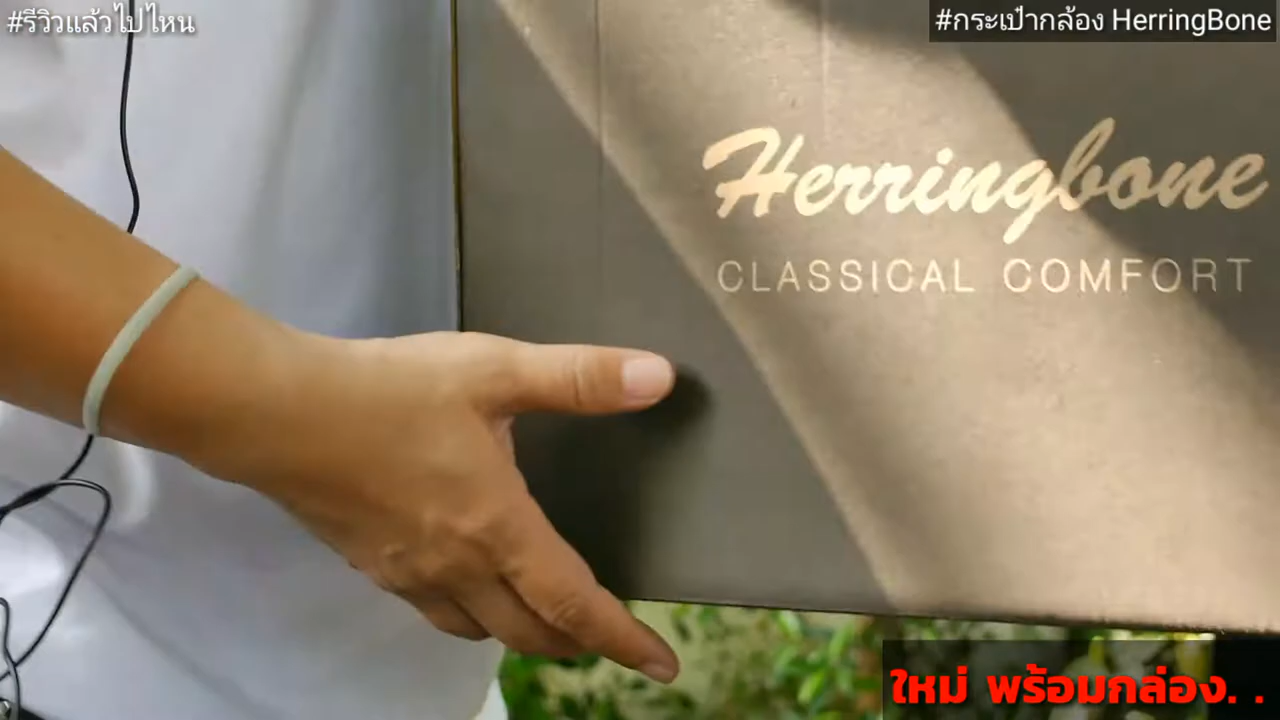 #รีวิวแล้วไปไหน
#กระเป๋ากล้อง HerringBone
Herringbone
CLASSICAL COMFORT
ใหม่ พร้อมกล่อง. .